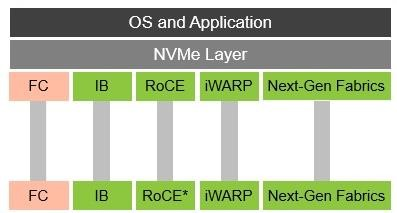 OS and Application
NVMe Layer
FC IB RoCE iWARP Next-Gen Fabrics
FC IB RoCE* iWARP Next-Gen Fabrics